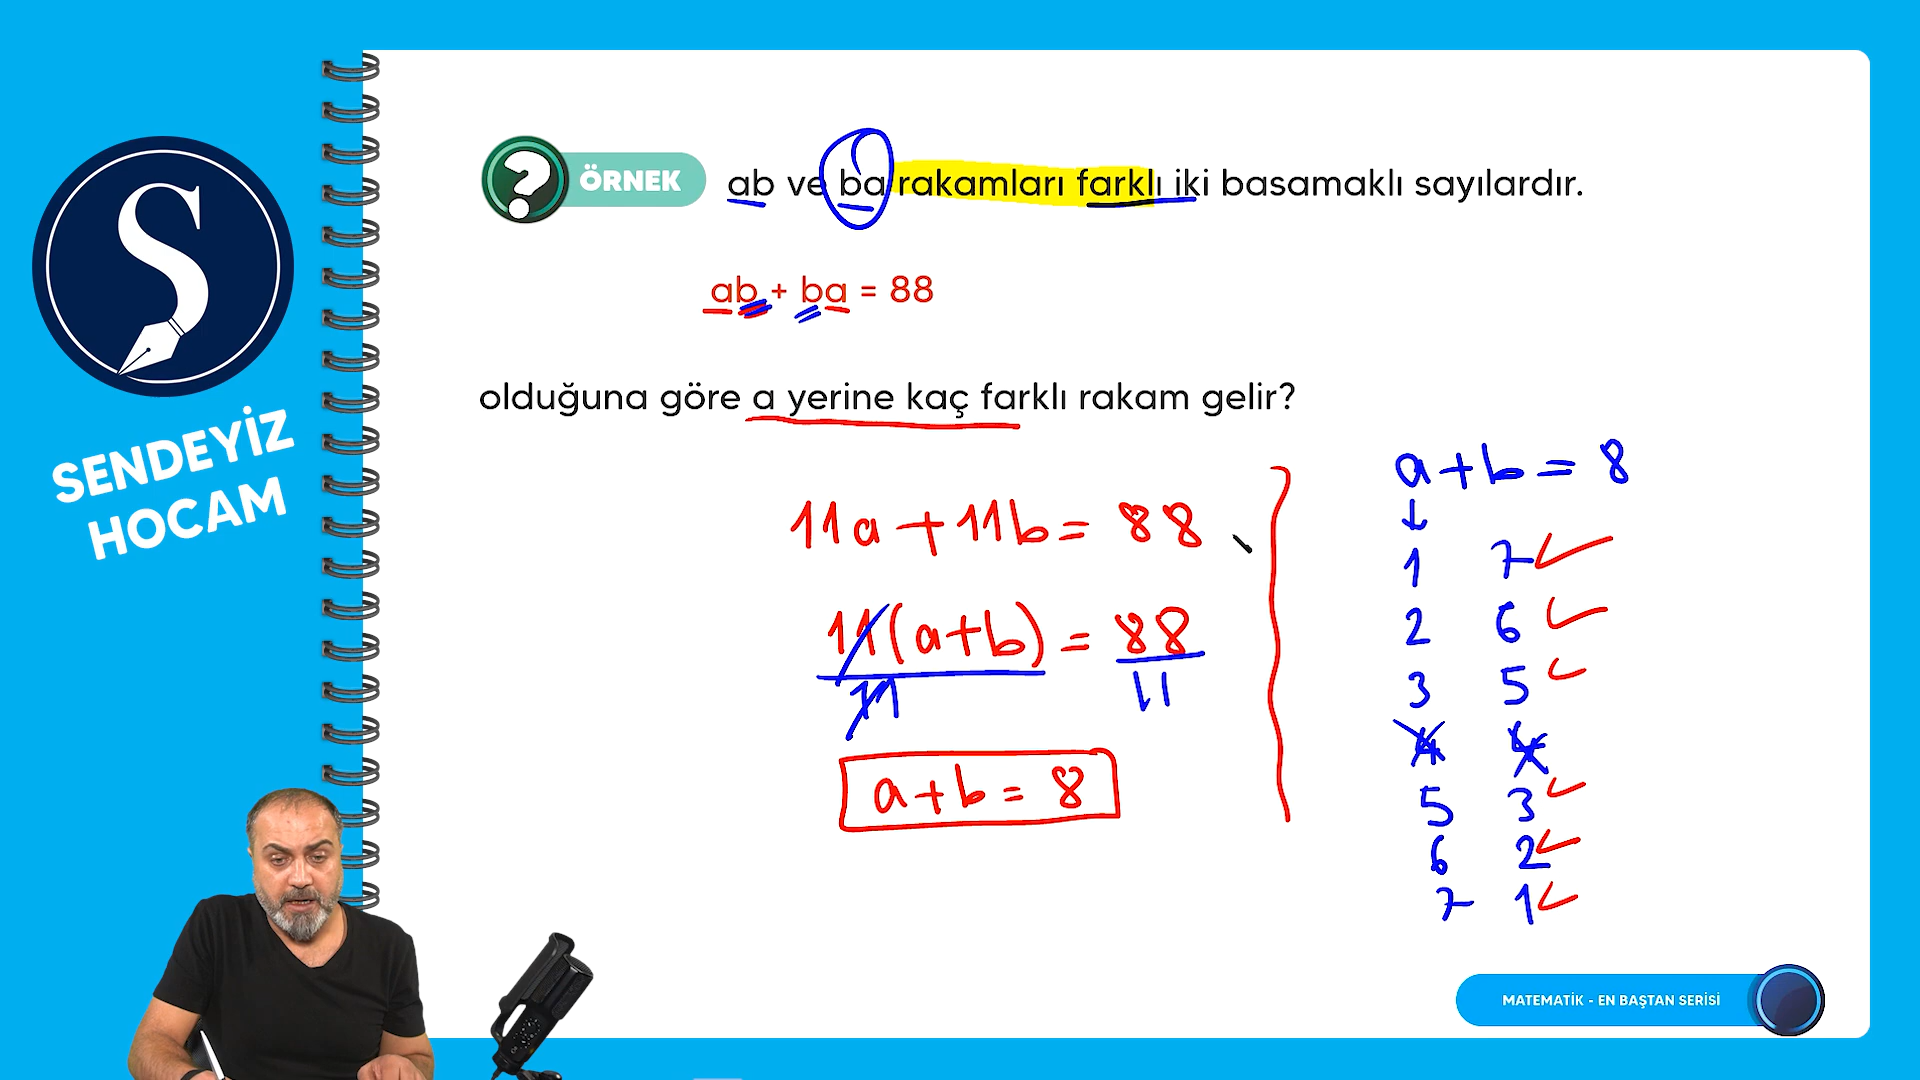 S
SENDEYİZ
HOCAM
?
ÖRNEK
ab ve ba rakamları farklı iki basamaklı sayılardır.
ab + ba = 88
olduğuna göre a yerine kaç farklı rakam gelir?
11a + 11b = 88
11(a+b) = 88
11 11
a+b = 8
a + b = 8
↓
1 7 ✓
2 6 ✓
3 5 ✓
4 4
5 3 ✓
6 2 ✓
7 1 ✓
MATEMATİK - EN BAŞTAN SERİSİ